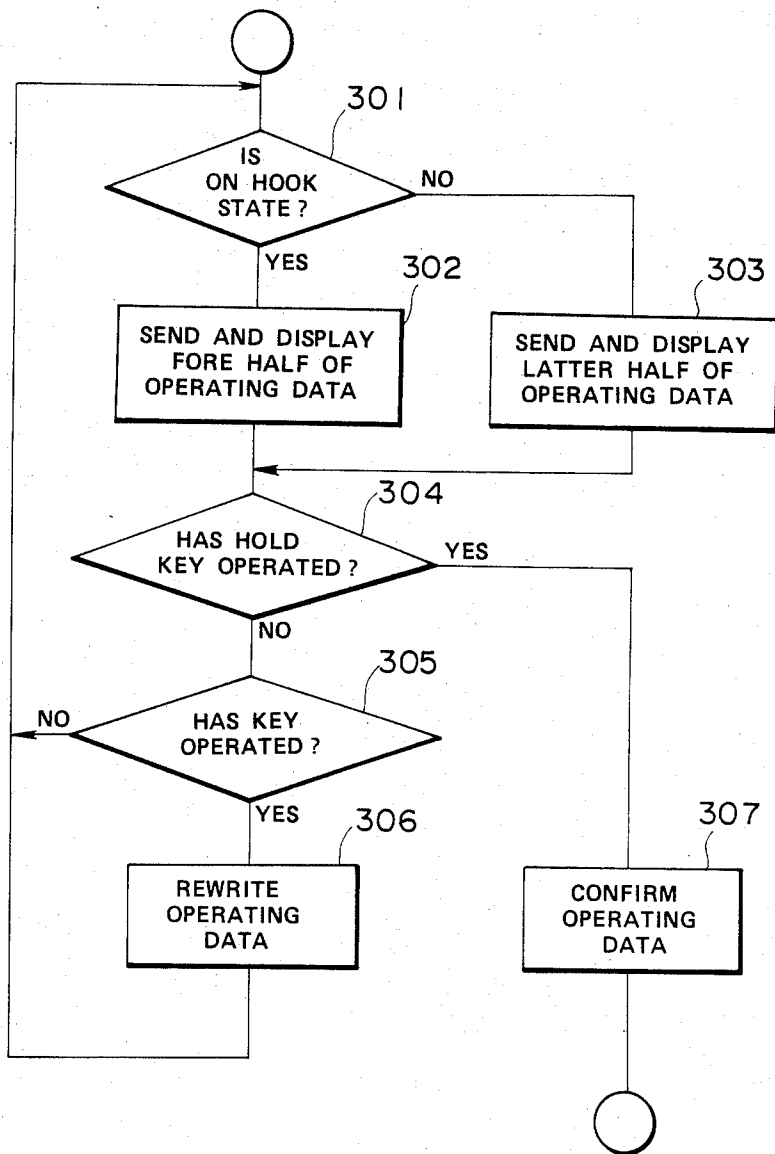 301
IS
ON HOOK
STATE?
NO
YES
302
303
SEND AND DISPLAY
FORE HALF OF
OPERATING DATA
SEND AND DISPLAY
LATTER HALF OF
OPERATING DATA
304
HAS HOLD
KEY OPERATED?
YES
NO
305
NO
HAS KEY
OPERATED?
YES
306
307
REWRITE
OPERATING
DATA
CONFIRM
OPERATING
DATA